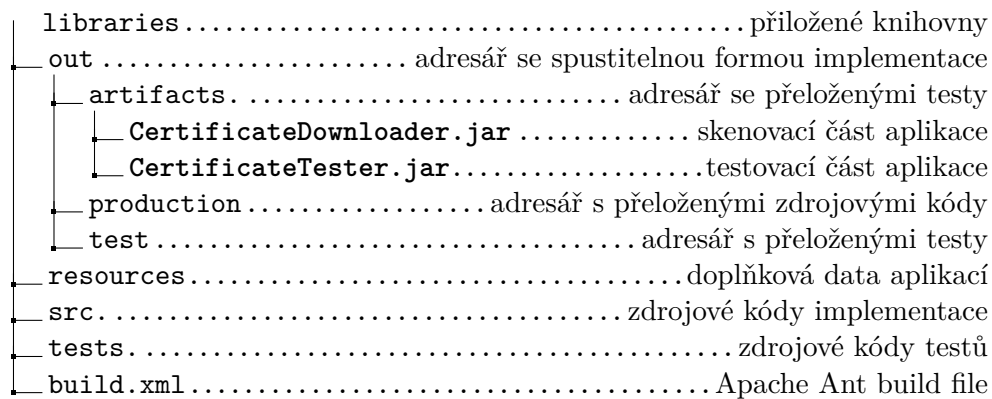 libraries........................................přiložené knihovny
out.......................adresář se spustitelnou formou implementace
artifacts............................adresář se přeloženými testy
CertificateDownloader.jar.............skenovací část aplikace
CertificateTester.jar..................testovací část aplikace
production.................adresář s přeloženými zdrojovými kódy
test..................................adresář s přeloženými testy
resources...................................doplňková data aplikací
src.....................................zdrojové kódy implementace
tests..........................................zdrojové kódy testů
build.xml.....................................Apache Ant build file